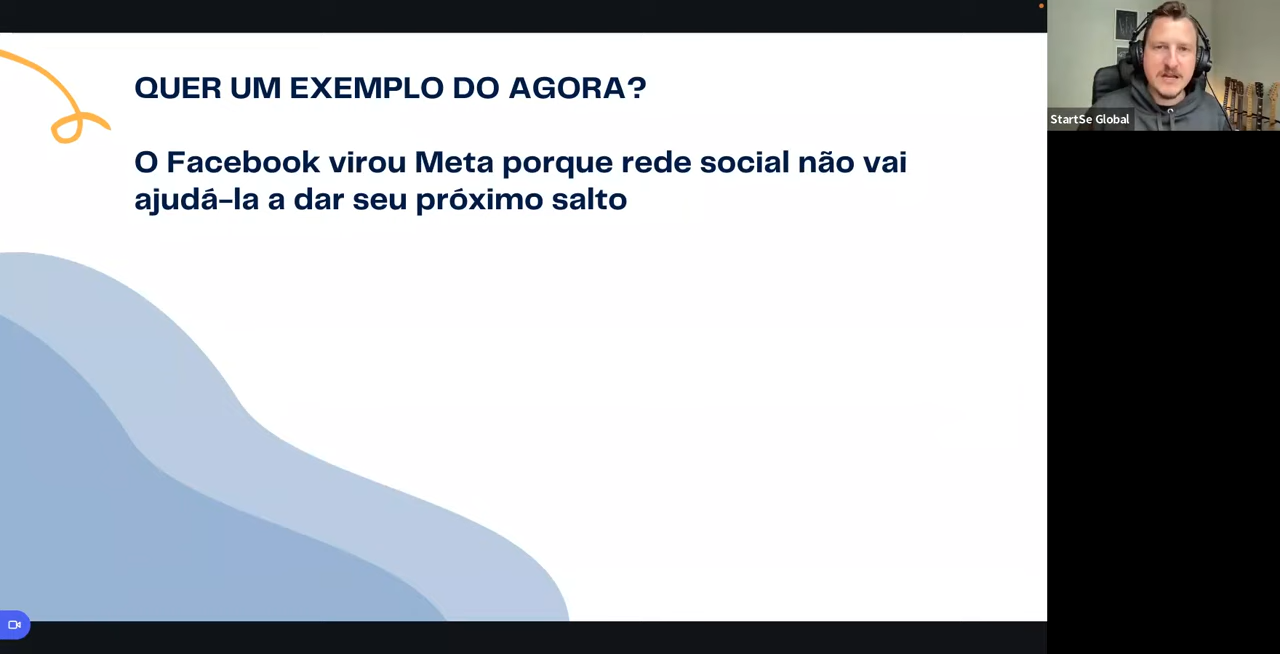 QUER UM EXEMPLO DO AGORA?
O Facebook virou Meta porque rede social não vai
ajudá-la a dar seu próximo salto
StartSe Global